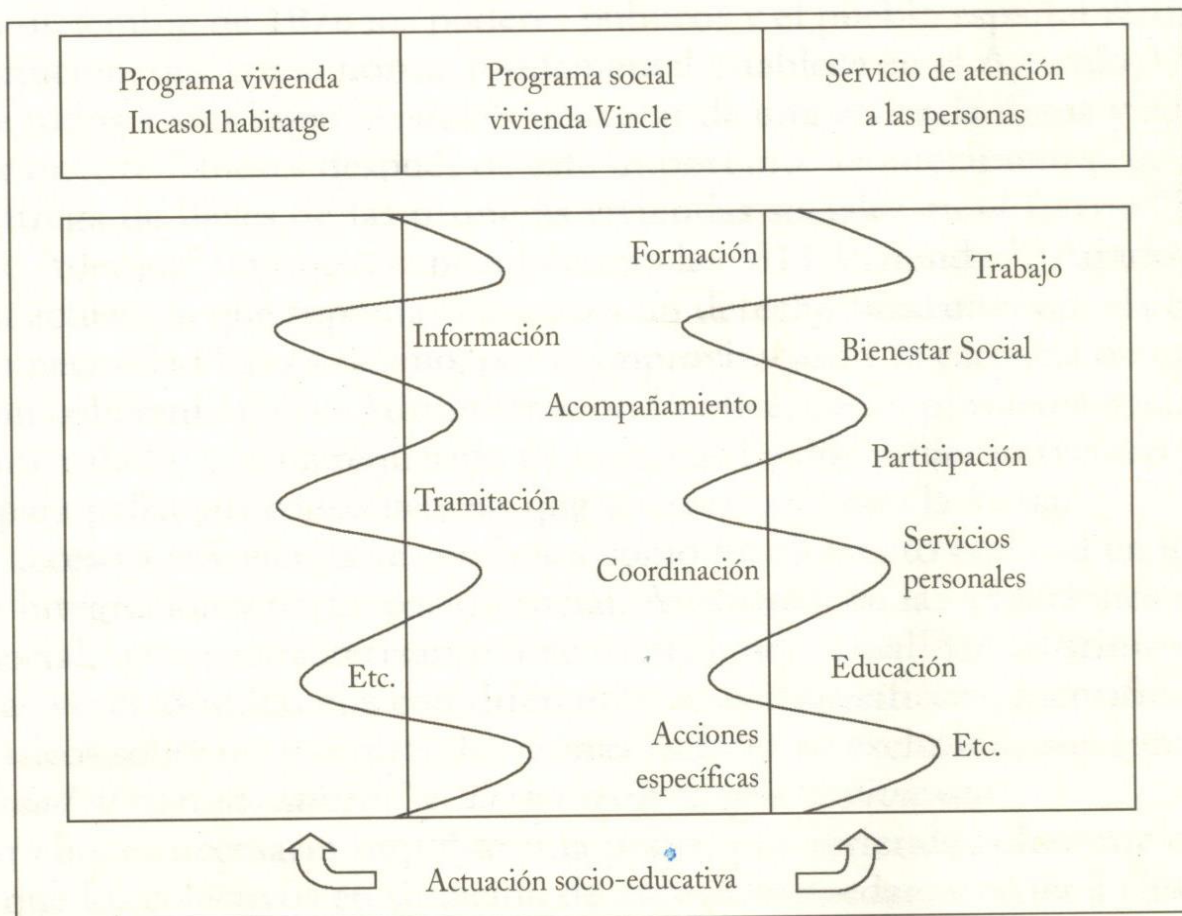 Programa vivienda
Incasol habitatge
Programa social
vivienda Vincle
Servicio de atención
a las personas
Formación
Trabajo
Información
Bienestar Social
Acompañamiento
Participación
Tramitación
Servicios
personales
Coordinación
Etc.
Educación
Acciones
específicas
Etc.
Actuación socio-educativa